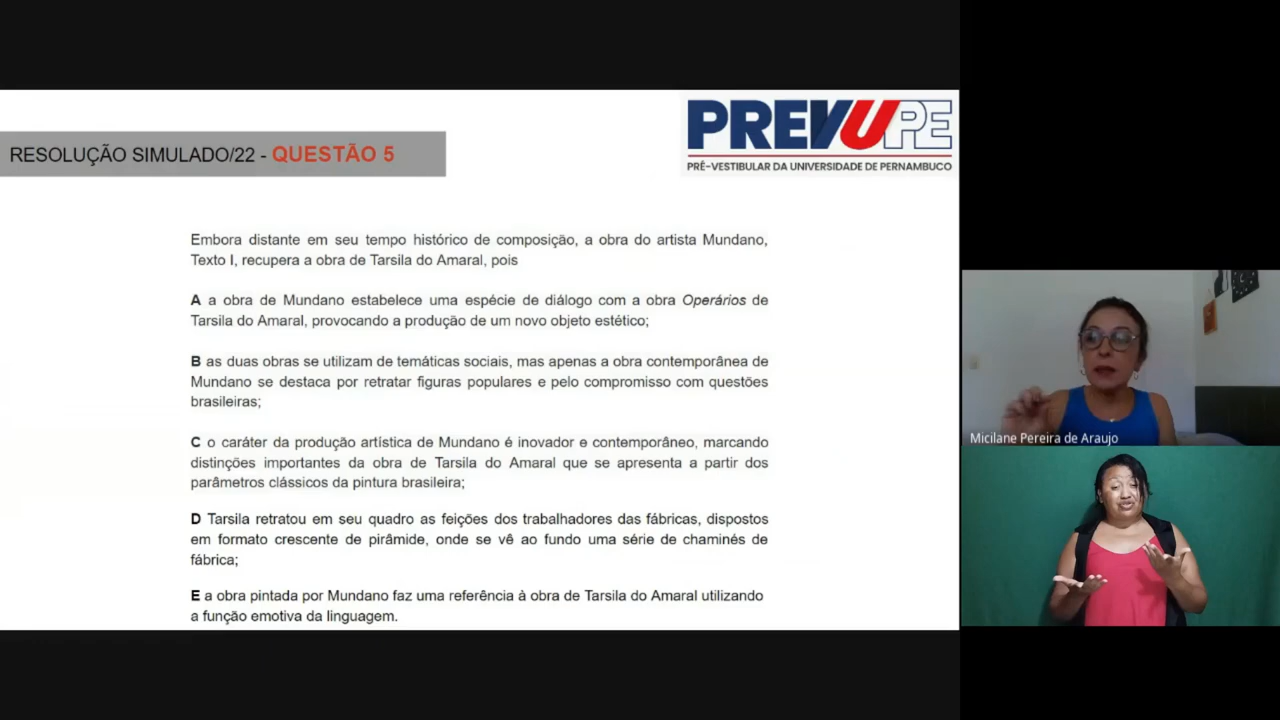 PREVUPE
PRÉ-VESTIBULAR DA UNIVERSIDADE DE PERNAMBUCO
RESOLUÇÃO SIMULADO/22 - QUESTÃO 5
Embora distante em seu tempo histórico de composição, a obra do artista Mundano,
Texto I, recupera a obra de Tarsila do Amaral, pois
A a obra de Mundano estabelece uma espécie de diálogo com a obra Operários de
Tarsila do Amaral, provocando a produção de um novo objeto estético;
B as duas obras se utilizam de temáticas sociais, mas apenas a obra contemporânea de
Mundano se destaca por retratar figuras populares e pelo compromisso com questões
brasileiras;
C o caráter da produção artística de Mundano é inovador e contemporâneo, marcando
distinções importantes da obra de Tarsila do Amaral que se apresenta a partir dos
parâmetros clássicos da pintura brasileira;
D Tarsila retratou em seu quadro as feições dos trabalhadores das fábricas, dispostos
em formato crescente de pirâmide, onde se vê ao fundo uma série de chaminés de
fábrica;
E a obra pintada por Mundano faz uma referência à obra de Tarsila do Amaral utilizando
a função emotiva da linguagem.
Micilane Pereira de Araujo